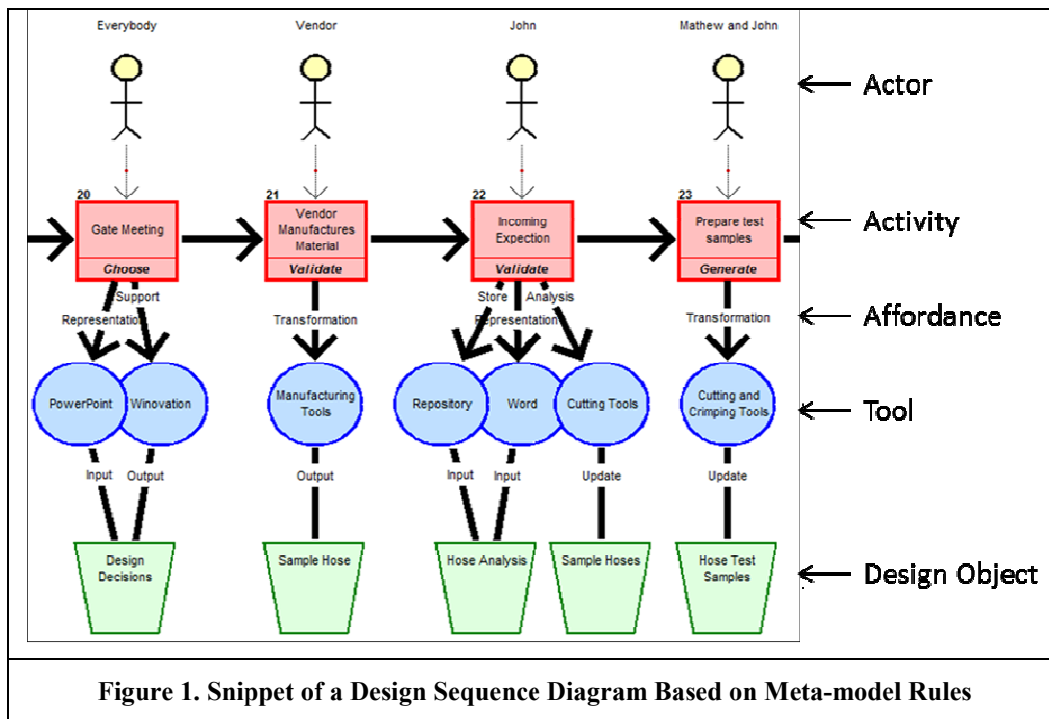 Everybody
Vendor
John
Mathew and John
Actor
20
21
22
23
Gate Meeting
Vendor
Manufactures
Material
Incoming
Expection
Prepare test
samples
Activity
Choose
Validate
Validate
Generate
Support
Store
Analysis
Representation
Transformation
Representation
Transformation
Affordance
PowerPoint
Winovation
Manufacturing
Tools
Repository
Word
Cutting Tools
Cutting and
Crimping Tools
Tool
Input
Output
Output
Input
Input
Update
Update
Design
Decisions
Sample Hose
Hose Analysis
Sample Hoses
Hose Test
Samples
Design Object
Figure 1. Snippet of a Design Sequence Diagram Based on Meta-model Rules